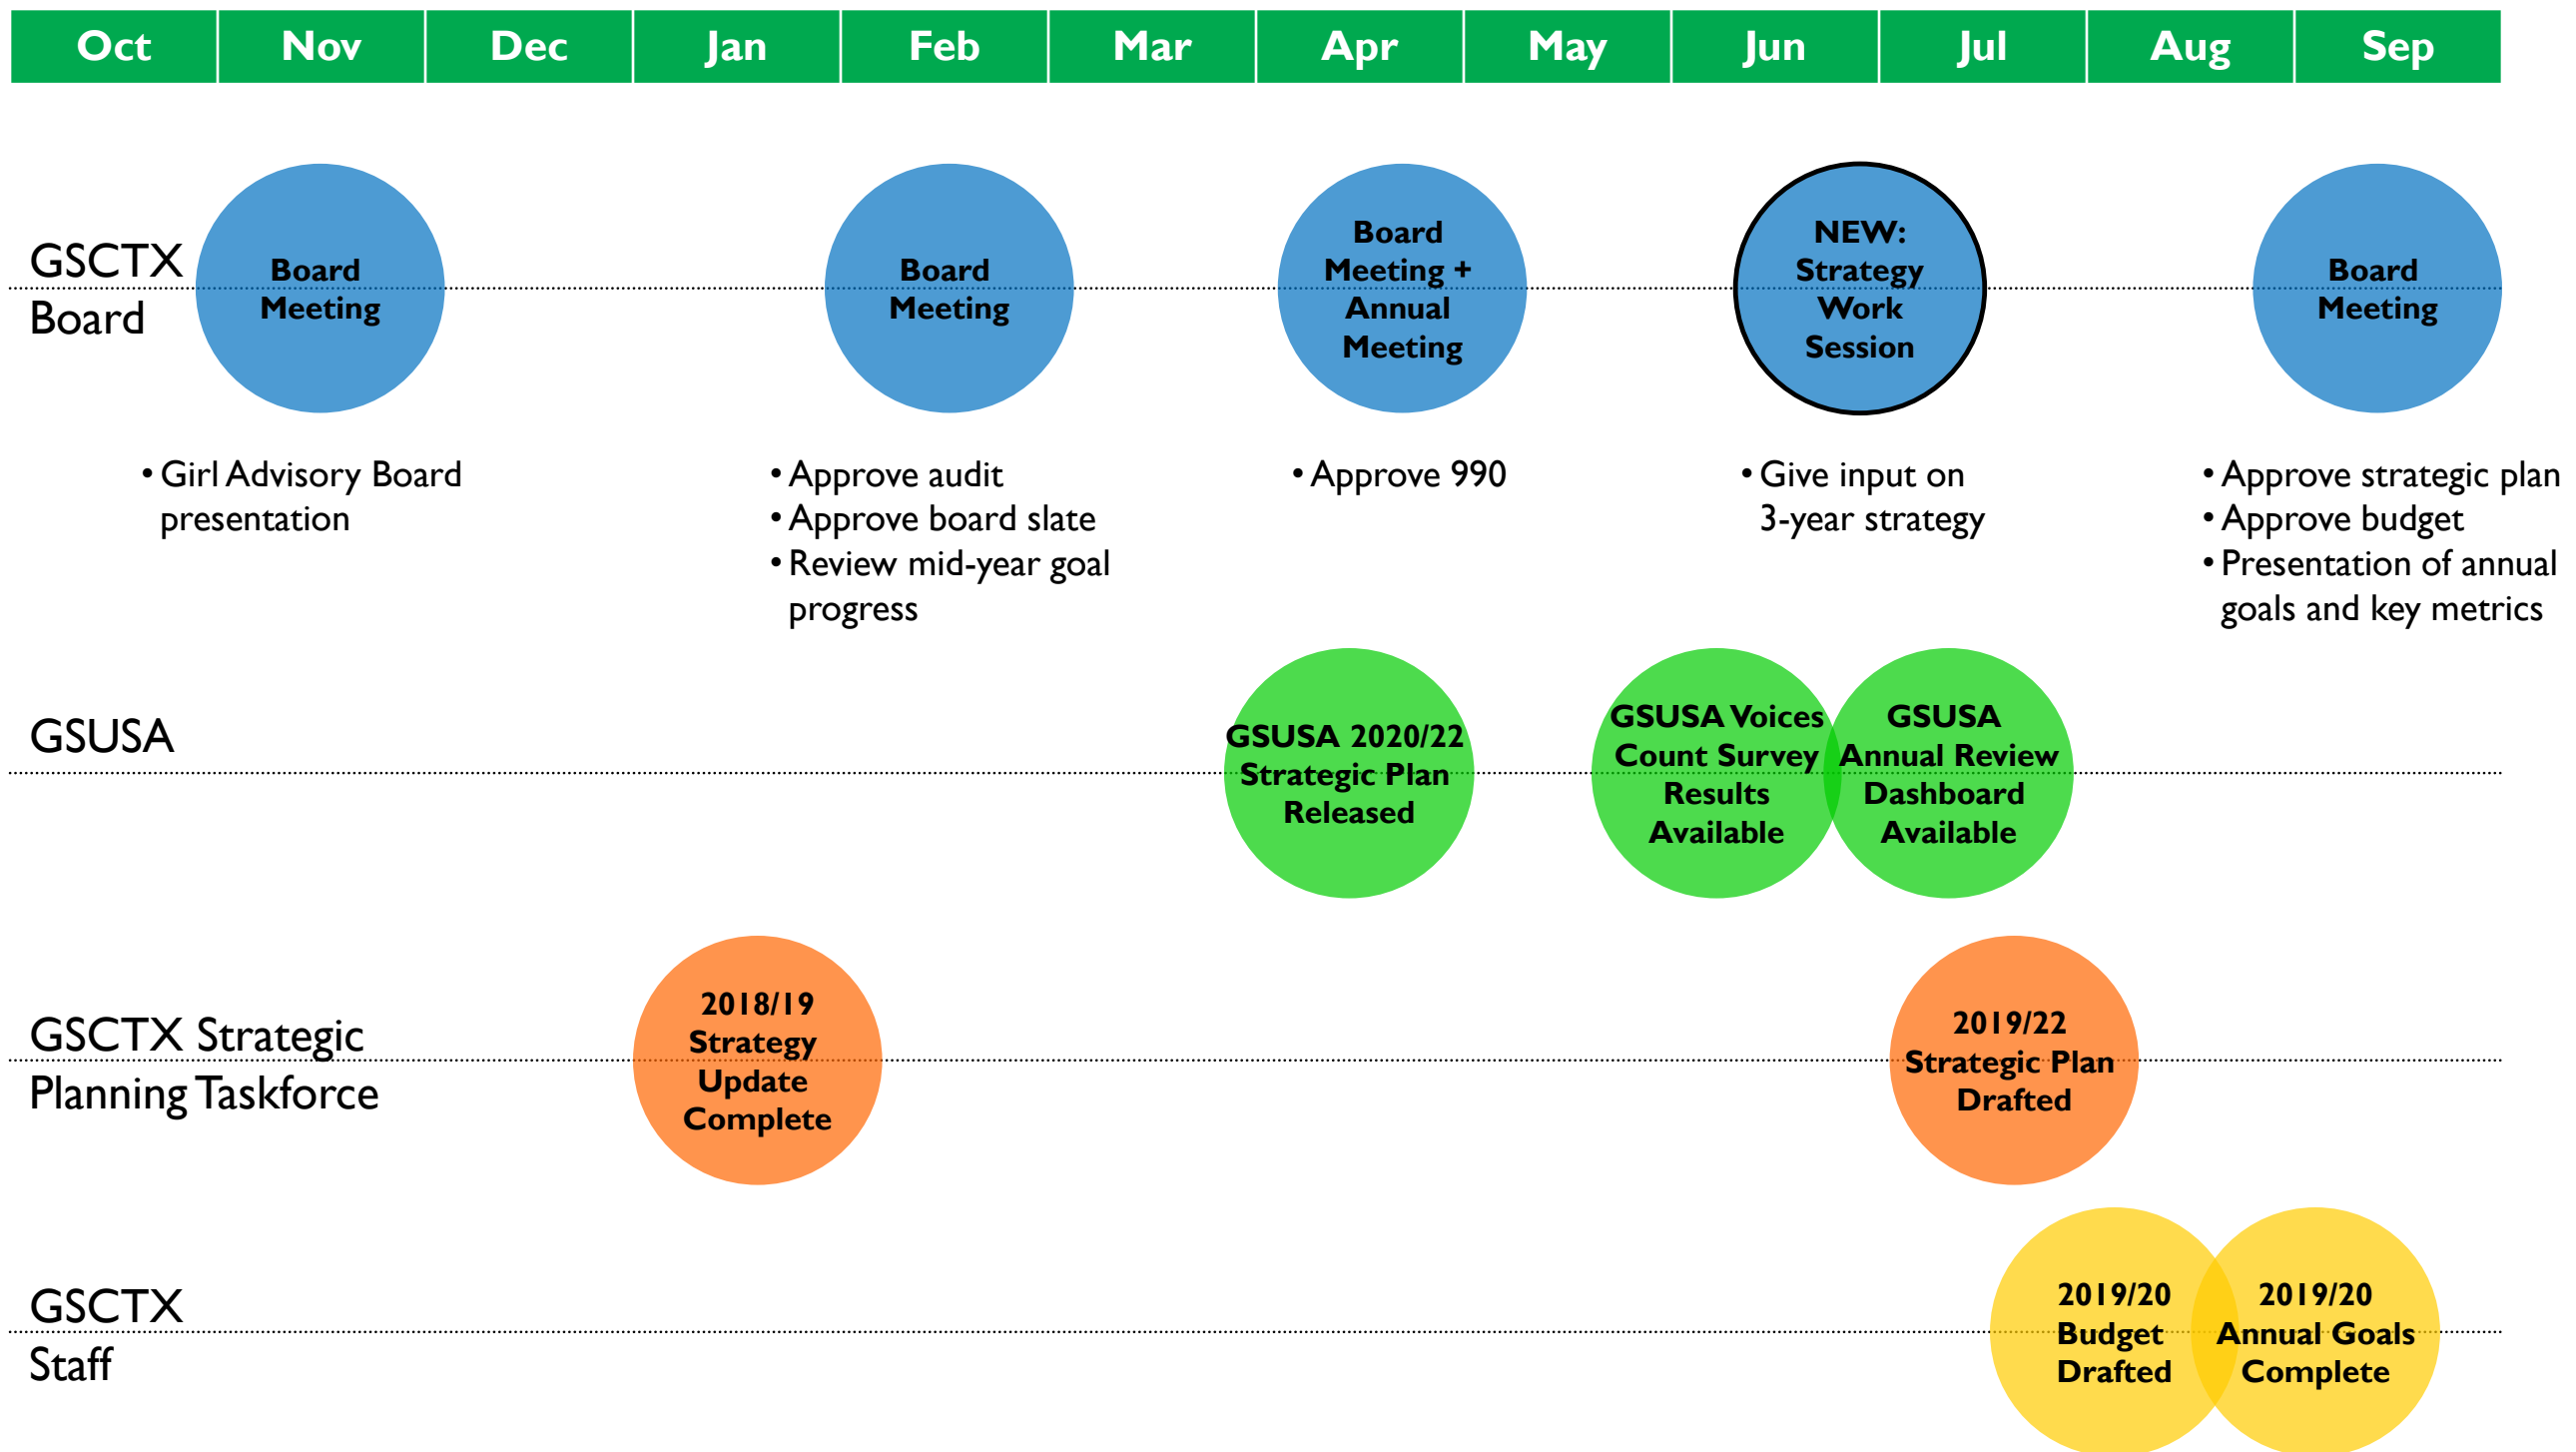 Oct
Nov
Dec
Jan
Feb
Mar
Apr
May
Jun
Jul
Aug
Sep
GSCTX
Board
Board
Meeting
Board
Meeting
Board
Meeting +
Annual
Meeting
NEW:
Strategy
Work
Session
Board
Meeting
• Girl Advisory Board
presentation
• Approve audit
• Approve board slate
• Review mid-year goal
progress
• Approve 990
• Give input on
3-year strategy
• Approve strategic plan
• Approve budget
• Presentation of annual
goals and key metrics
GSUSA
GSUSA 2020/22
Strategic Plan
Released
GSUSA Voices
Count Survey
Results
Available
GSUSA
Annual Review
Dashboard
Available
GSCTX Strategic
Planning Taskforce
2018/19
Strategy
Update
Complete
2019/22
Strategic Plan
Drafted
GSCTX
Staff
2019/20
Budget
Drafted
2019/20
Annual Goals
Complete